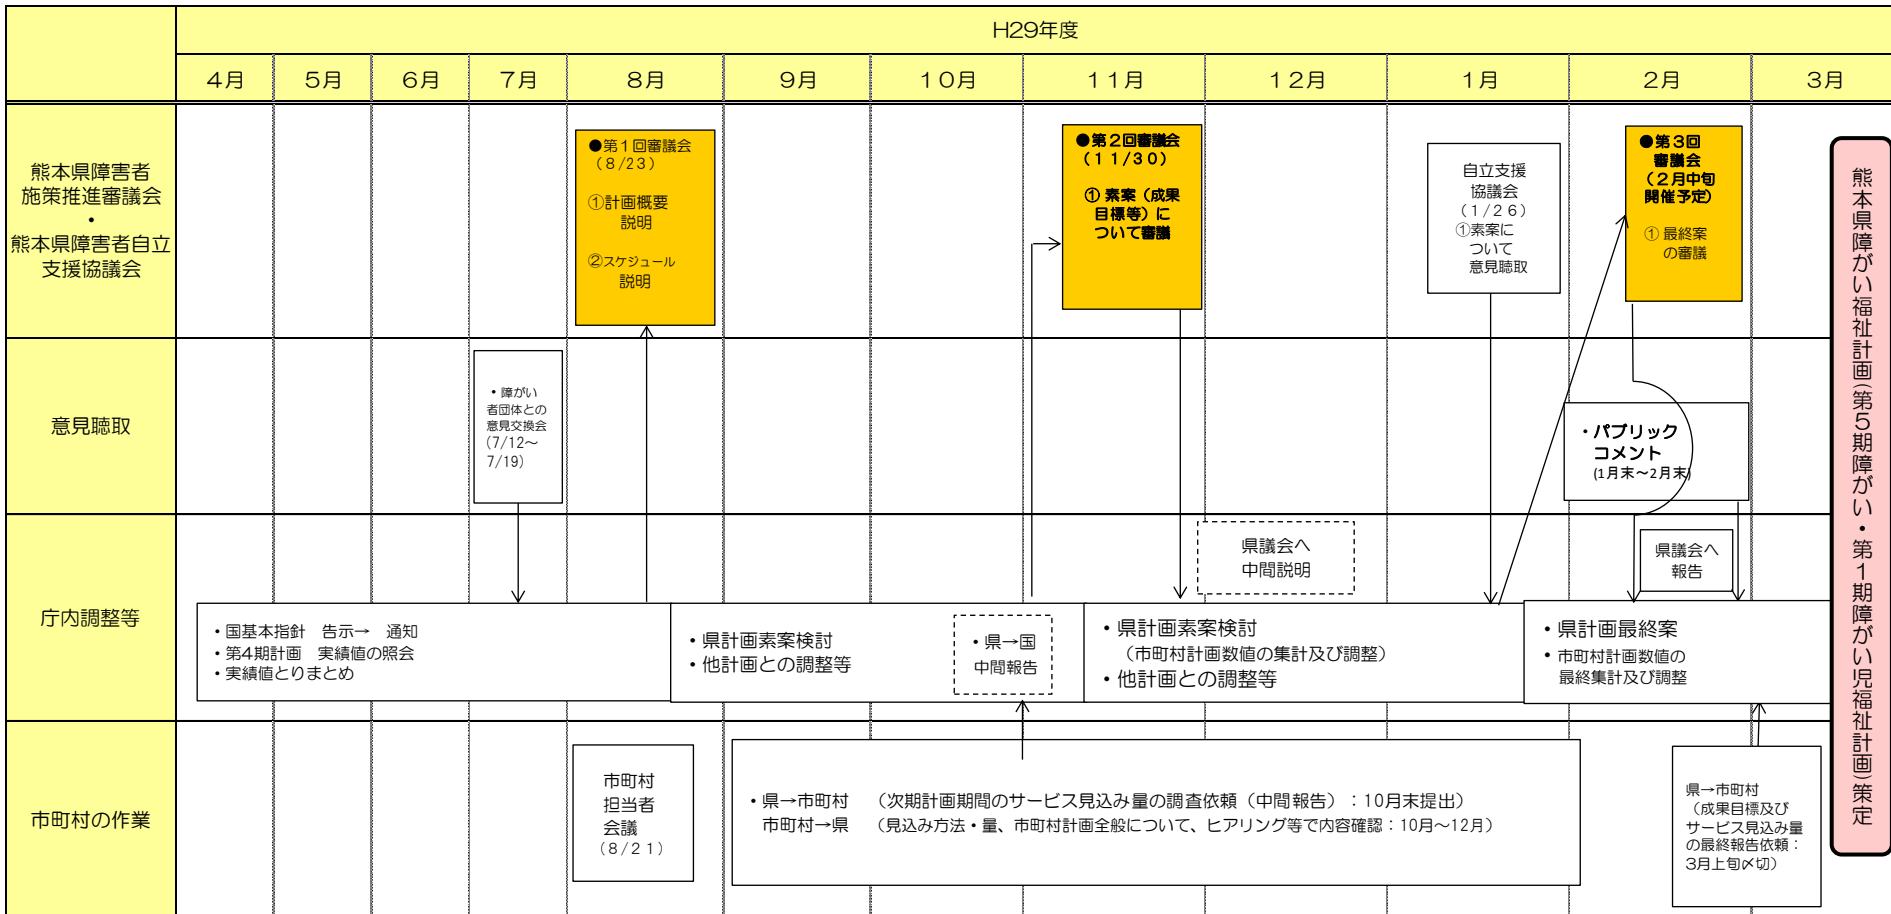 H29年度
4月
5月
6月
7月
8月
9月
10月
11月
12月
1月
2月
3月
熊本県障害者
施策推進審議会
・
熊本県障害者自立
支援協議会
●第1回審議会
(8/23)
①計画概要
説明
②スケジュール
説明
●第2回審議会
(11/30)
① 素案(成果
目標等)に
ついて審議
自立支援
協議会
(1/26)
①素案に
ついて
意見聴取
●第3回
審議会
(2月中旬
開催予定)
① 最終案
の審議
意見聴取
・障がい
者団体との
意見交換会
(7/12〜
7/19)
・パブリック
コメント
(1月末〜2月末)
庁内調整等
・国基本指針 告示→ 通知
・第4期計画 実績値の照会
・実績値とりまとめ
・県計画素案検討
・他計画との調整等
・県→国
中間報告
・県計画素案検討
(市町村計画数値の集計及び調整)
・他計画との調整等
県議会へ
中間説明
県議会へ
報告
・県計画最終案
・市町村計画数値の
最終集計及び調整
市町村の作業
市町村
担当者
会議
(8/21)
・県→市町村 (次期計画期間のサービス見込み量の調査依頼(中間報告):10月末提出)
市町村→県 (見込み方法・量、市町村計画全般について、ヒアリング等で内容確認:10月〜12月)
県→市町村
(成果目標及び
サービス見込み量
の最終報告依頼:
3月上旬〆切)
熊本県障がい福祉計画(第5期障がい・第1期障がい児福祉計画)策定